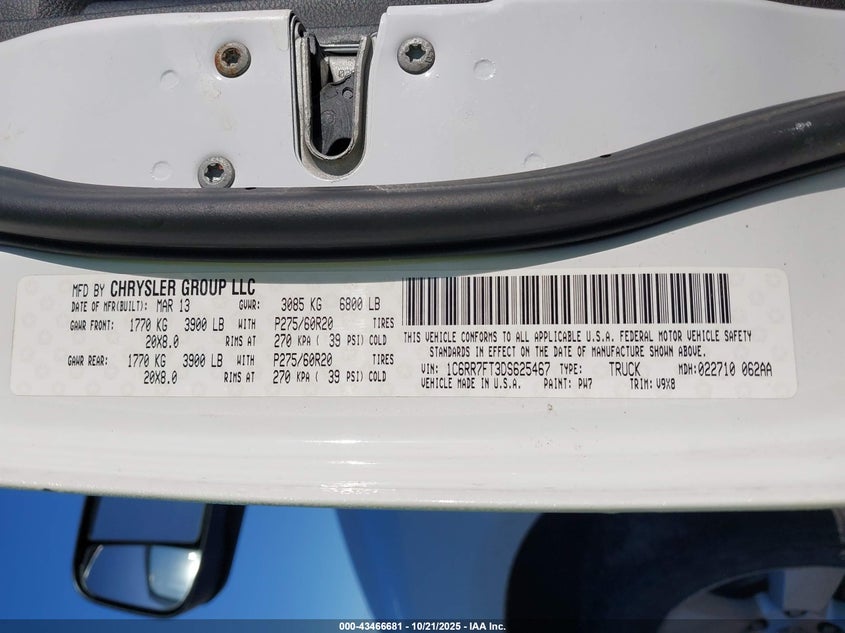 MFD BY CHRYSLER GROUP LLC
DATE OF MFR(BUILT): MAR 13 GVWR: 3085 KG 6800 LB
GAWR FRONT: 1770 KG 3900 LB WITH P275/60R20 TIRES
20X8.0 RIMS AT 270 KPA ( 39 PSI) COLD
GAWR REAR: 1770 KG 3900 LB WITH P275/60R20 TIRES
20X8.0 RIMS AT 270 KPA ( 39 PSI) COLD
THIS VEHICLE CONFORMS TO ALL APPLICABLE U.S.A. FEDERAL MOTOR VEHICLE SAFETY
STANDARDS IN EFFECT ON THE DATE OF MANUFACTURE SHOWN ABOVE.
VIN: 1C6RR7FT3DS625467 TYPE: TRUCK MDH:022710 062AA
VEHICLE MADE IN U.S.A. PAINT: PW7 TRIM: V9X8
000-43466681 - 10/21/2025 - IAA Inc.